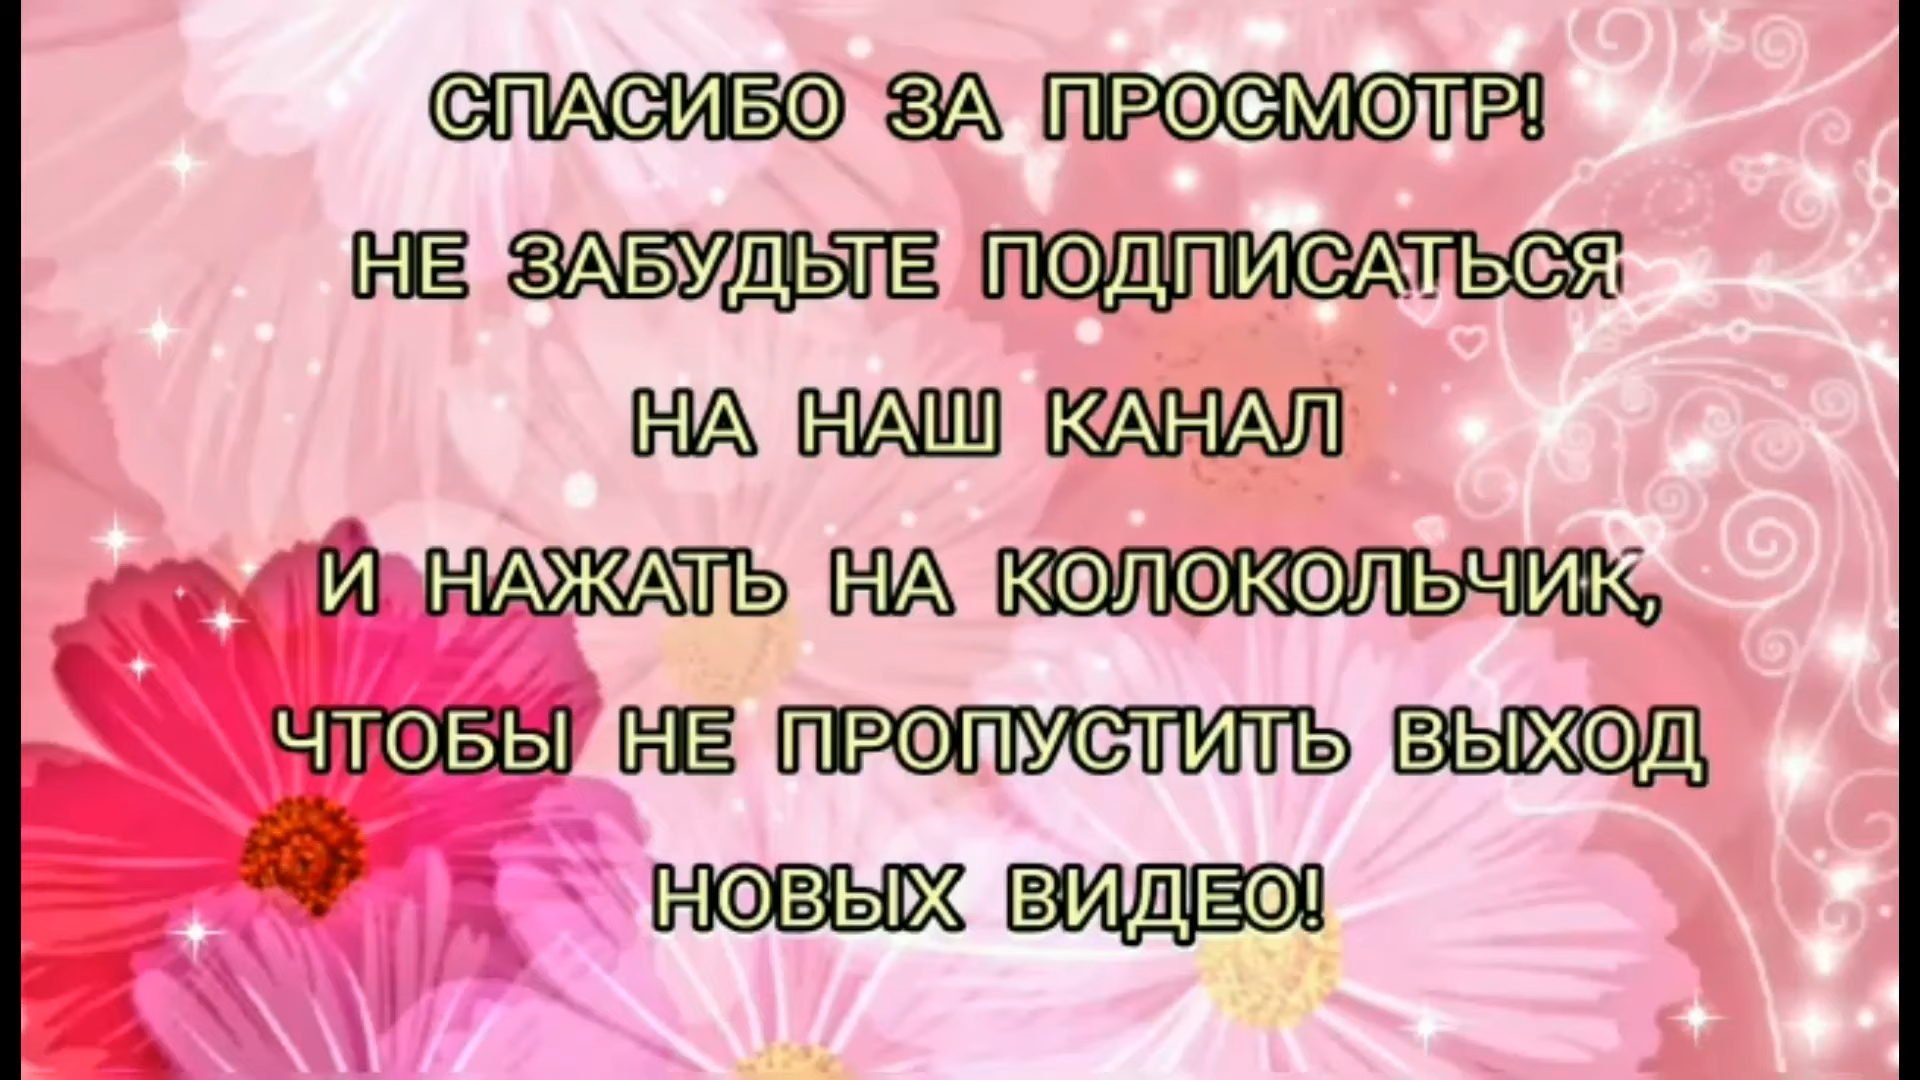 СПАСИБО ЗА ПРОСМОТР!
НЕ ЗАБУДЬТЕ ПОДПИСАТЬСЯ
НА НАШ КАНАЛ
И НАЖАТЬ НА КОЛОКОЛЬЧИК,
ЧТОБЫ НЕ ПРОПУСТИТЬ ВЫХОД
НОВЫХ ВИДЕО!